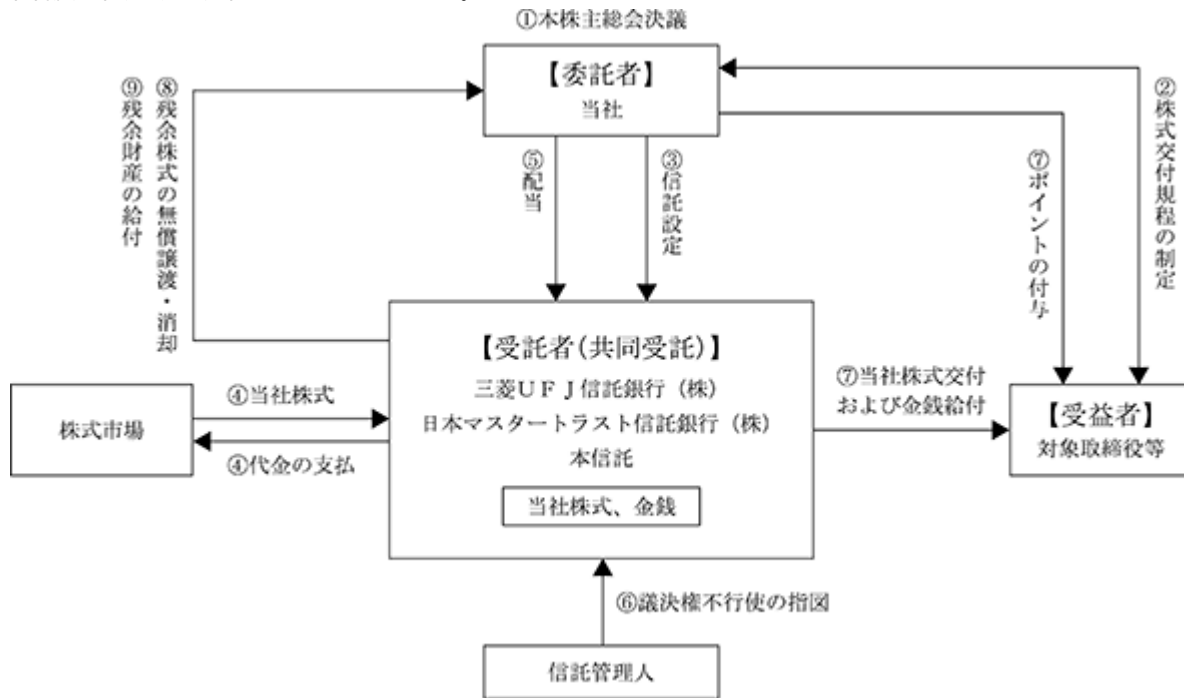 ①本株主総会決議
【委託者】
当社
⑨残余財産の給付
⑧残余株式の無償譲渡・消却
⑤配当
③信託設定
⑦ポイントの付与
②株式交付規程の制定
【受託者(共同受託)】
三菱UFJ信託銀行(株)
日本マスタートラスト信託銀行(株)
本信託
当社株式、金銭
株式市場
④当社株式
④代金の支払
⑦当社株式交付
および金銭給付
【受益者】
対象取締役等
⑥議決権不行使の指図
信託管理人